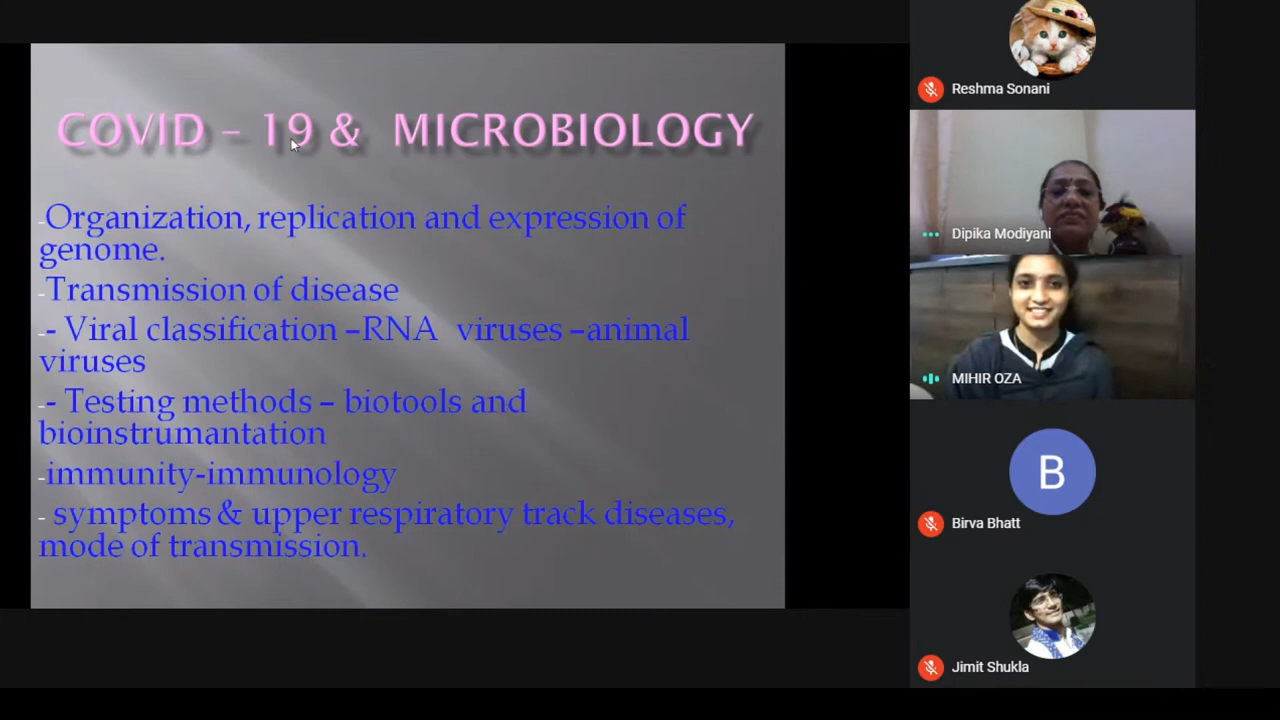 COVID – 19 & MICROBIOLOGY
-Organization, replication and expression of
genome.
-Transmission of disease
-- Viral classification –RNA viruses –animal
viruses
-- Testing methods – biotools and
bioinstrumantation
-immunity-immunology
- symptoms & upper respiratory track diseases,
mode of transmission.
Reshma Sonani
Dipika Modiyani
MIHIR OZA
B
Birva Bhatt
Jimit Shukla